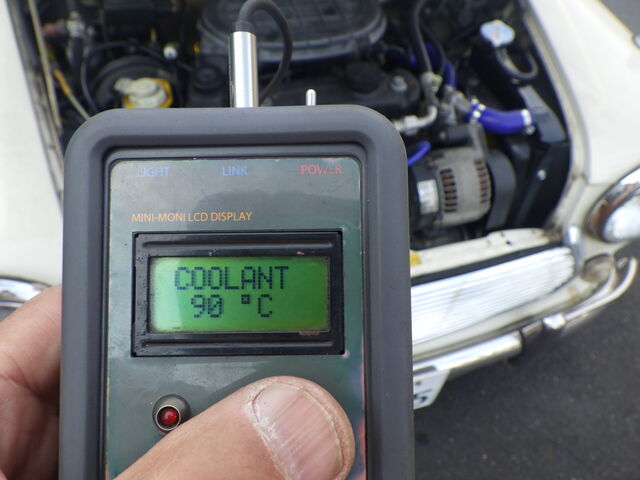 LIGHT LINK POWER
MINI-MONI LCD DISPLAY
COOLANT
90 °C